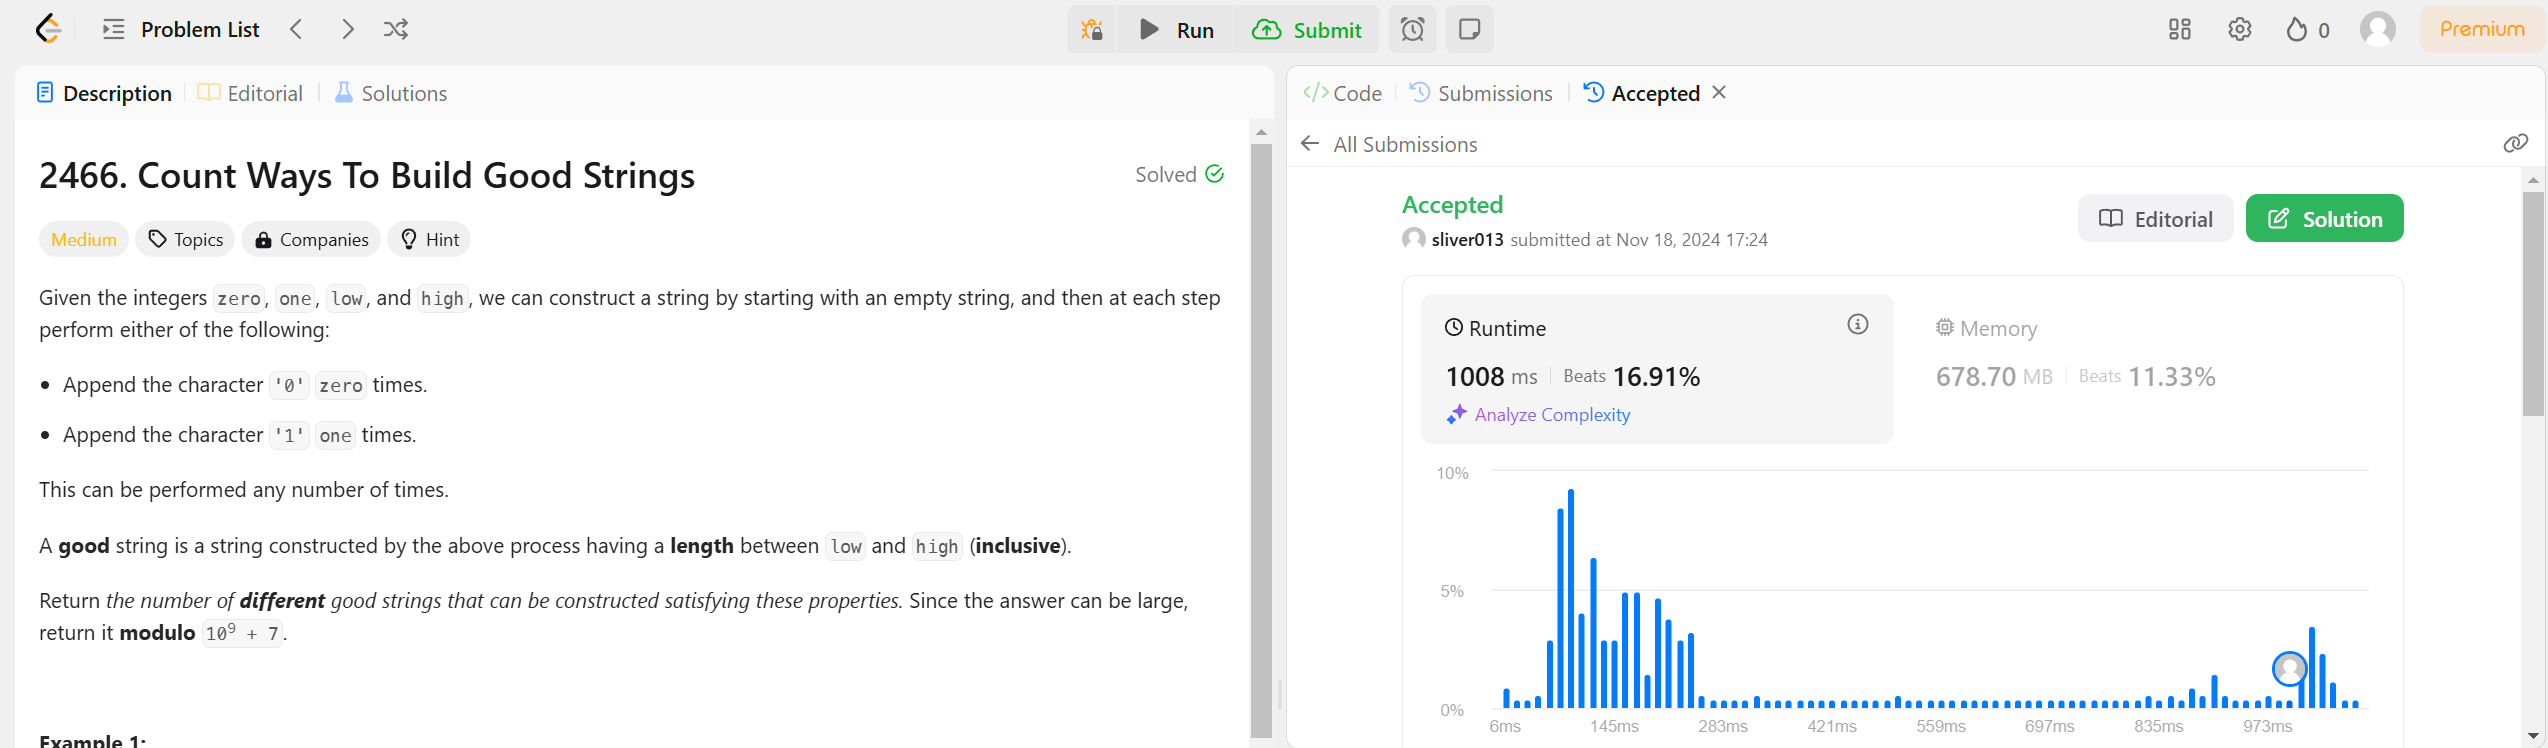 Problem List
Run
Submit
0
Premium
Description
Editorial
Solutions
Code
Submissions
Accepted
All Submissions
2466. Count Ways To Build Good Strings
Solved
Medium
Topics
Companies
Hint
Given the integers zero, one, low, and high, we can construct a string by starting with an empty string, and then at each step
perform either of the following:
• Append the character '0' zero times.
• Append the character '1' one times.
This can be performed any number of times.
A good string is a string constructed by the above process having a length between low and high (inclusive).
Return the number of different good strings that can be constructed satisfying these properties. Since the answer can be large,
return it modulo 10⁹ + 7.
Example 1:
Accepted
sliver013 submitted at Nov 18, 2024 17:24
Editorial
Solution
Runtime
1008 ms
Beats 16.91%
Analyze Complexity
Memory
678.70 MB
Beats 11.33%
10%
5%
0%
6ms 145ms 283ms 421ms 559ms 697ms 835ms 973ms